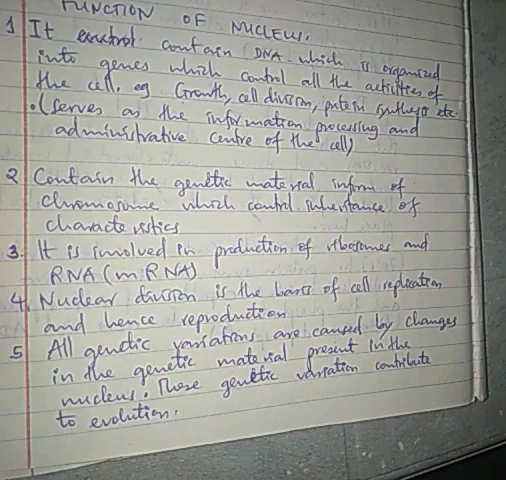 FUNCTION OF NUCLEUS.
1 It contain DNA which is organized
into genes which control all the activities of
the cell. eg Growth, cell division, protein synthesis etc.
(Serves as the information processing and
administrative centre of the cell)
2 Contain the genetic material inform of
chromosome which control inheritance of
characteristics
3. It is involved in production of ribosomes and
RNA (mRNA)
4. Nuclear division is the basis of cell replication
and hence reproduction
5 All genetic variations are caused by changes
in the genetic material present in the
nucleus. These genetic variation contribute
to evolution.